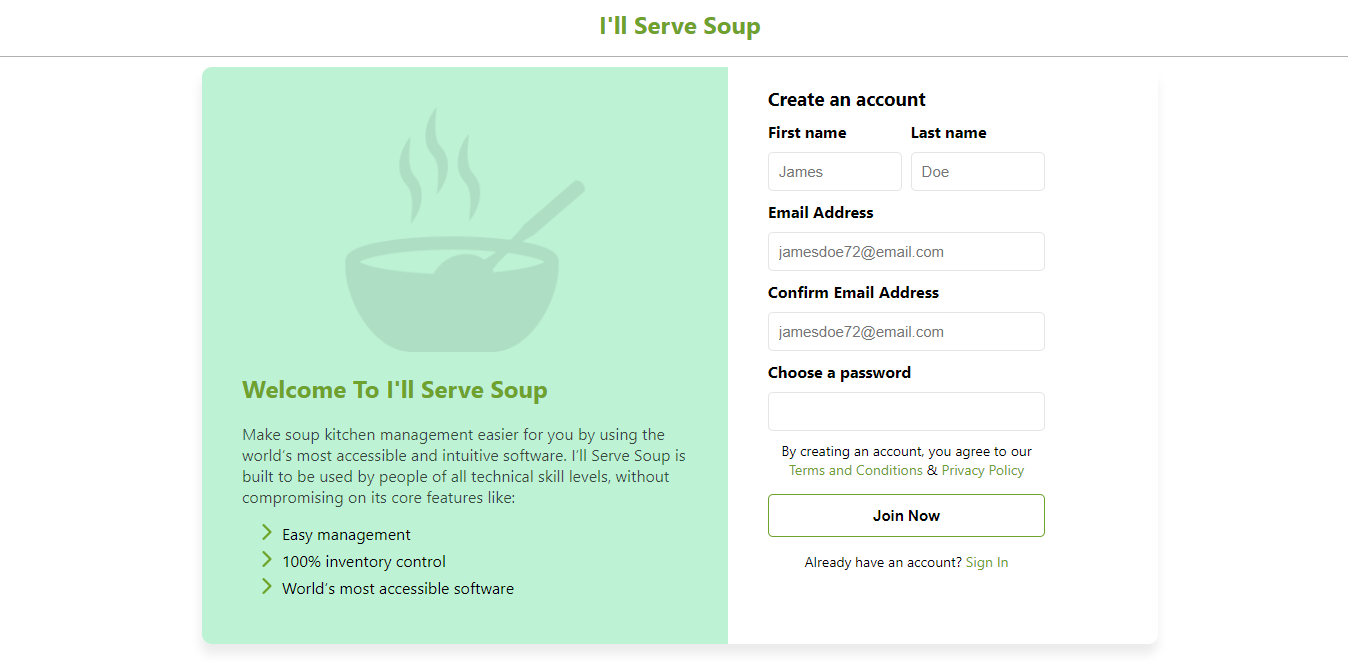 I'll Serve Soup
Welcome To I'll Serve Soup
Make soup kitchen management easier for you by using the
world’s most accessible and intuitive software. I’ll Serve Soup is
built to be used by people of all technical skill levels, without
compromising on its core features like:
Easy management
100% inventory control
World’s most accessible software
Create an account
First name Last name
James Doe
Email Address
jamesdoe72@email.com
Confirm Email Address
jamesdoe72@email.com
Choose a password
By creating an account, you agree to our
Terms and Conditions & Privacy Policy
Join Now
Already have an account? Sign In